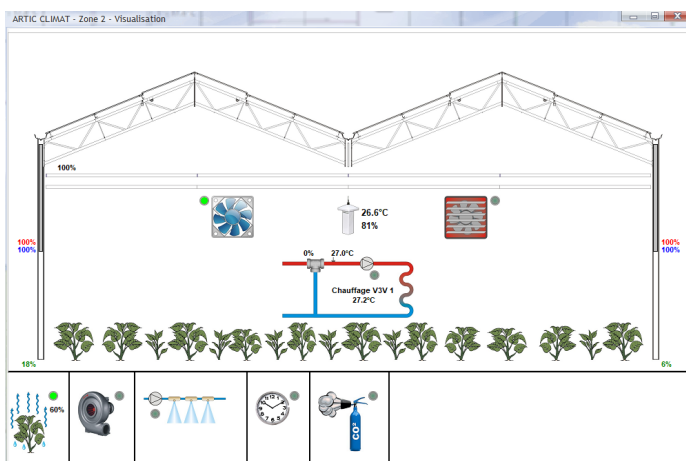 ARTIC CLIMAT - Zone 2 - Visualisation
100%
26.6°C
81%
100%
100%
100%
100%
0%
27.0°C
Chauffage V3V 1
27.2°C
18%
6%
60%
CO²